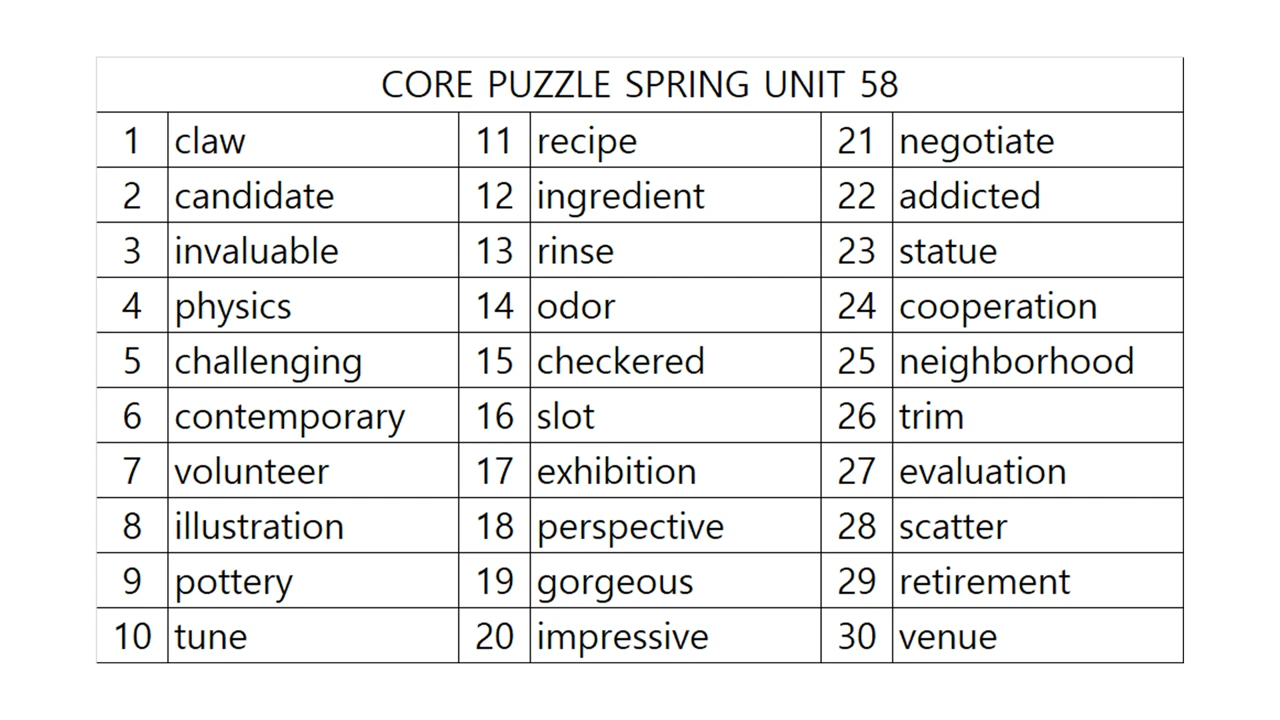 CORE PUZZLE SPRING UNIT 58
1 claw 11 recipe 21 negotiate
2 candidate 12 ingredient 22 addicted
3 invaluable 13 rinse 23 statue
4 physics 14 odor 24 cooperation
5 challenging 15 checkered 25 neighborhood
6 contemporary 16 slot 26 trim
7 volunteer 17 exhibition 27 evaluation
8 illustration 18 perspective 28 scatter
9 pottery 19 gorgeous 29 retirement
10 tune 20 impressive 30 venue